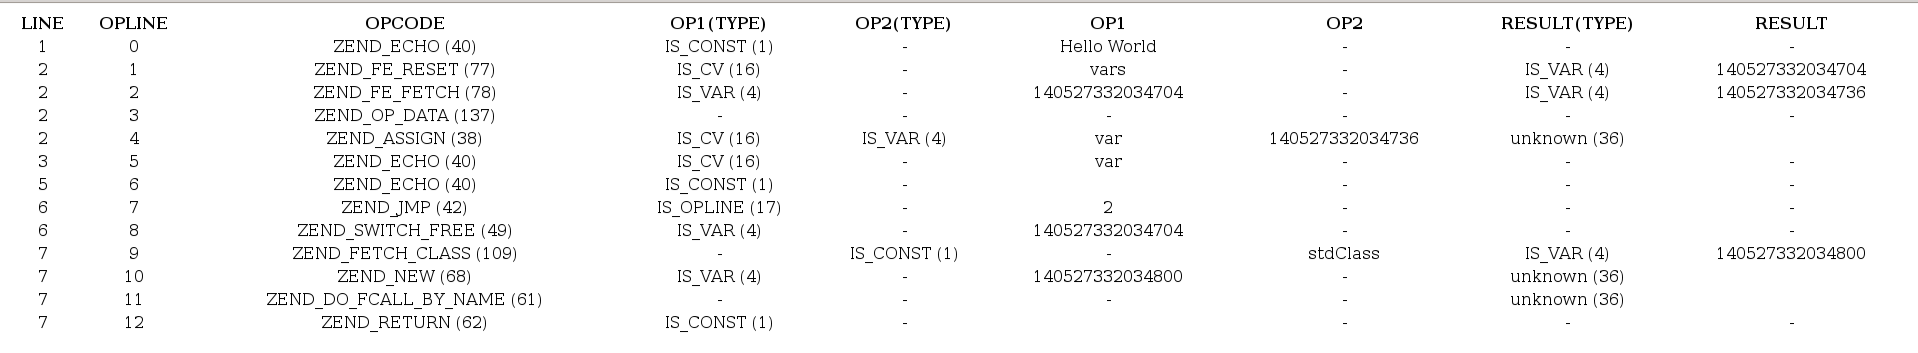 LINE OPLINE OPCODE OP1(TYPE) OP2(TYPE) OP1 OP2 RESULT(TYPE) RESULT
1 0 ZEND_ECHO (40) IS_CONST (1) - Hello World - - -
2 1 ZEND_FE_RESET (77) IS_CV (16) - vars - IS_VAR (4) 140527332034704
2 2 ZEND_FE_FETCH (78) IS_VAR (4) - 140527332034704 - IS_VAR (4) 140527332034736
2 3 ZEND_OP_DATA (137) - - - - - -
2 4 ZEND_ASSIGN (38) IS_CV (16) IS_VAR (4) var 140527332034736 unknown (36)
3 5 ZEND_ECHO (40) IS_CV (16) - var - - -
5 6 ZEND_ECHO (40) IS_CONST (1) - - - -
6 7 ZEND_JMP (42) IS_OPLINE (17) - 2 - - -
6 8 ZEND_SWITCH_FREE (49) IS_VAR (4) - 140527332034704 - - -
7 9 ZEND_FETCH_CLASS (109) - IS_CONST (1) - stdClass IS_VAR (4) 140527332034800
7 10 ZEND_NEW (68) IS_VAR (4) - 140527332034800 - unknown (36)
7 11 ZEND_DO_FCALL_BY_NAME (61) - - - - unknown (36)
7 12 ZEND_RETURN (62) IS_CONST (1) - - - -